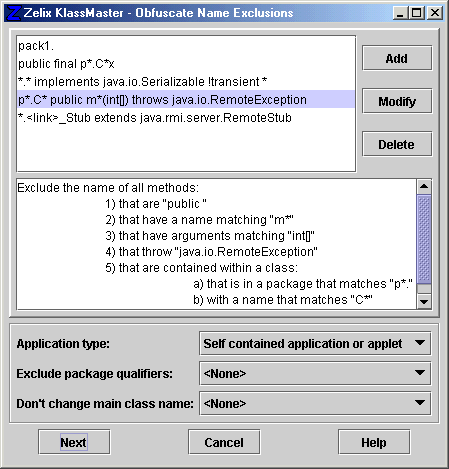 Zelix KlassMaster - Obfuscate Name Exclusions
pack1.
public final p*.C*x
*.* implements java.io.Serializable !transient *
p*.C* public m*(int[]) throws java.io.RemoteException
*.<link>_Stub extends java.rmi.server.RemoteStub
Add
Modify
Delete
Exclude the name of all methods:
1) that are "public "
2) that have a name matching "m*"
3) that have arguments matching "int[]"
4) that throw "java.io.RemoteException"
5) that are contained within a class:
a) that is in a package that matches "p*."
b) with a name that matches "C*"
Application type:
Self contained application or applet
Exclude package qualifiers:
<None>
Don't change main class name:
<None>
Next
Cancel
Help